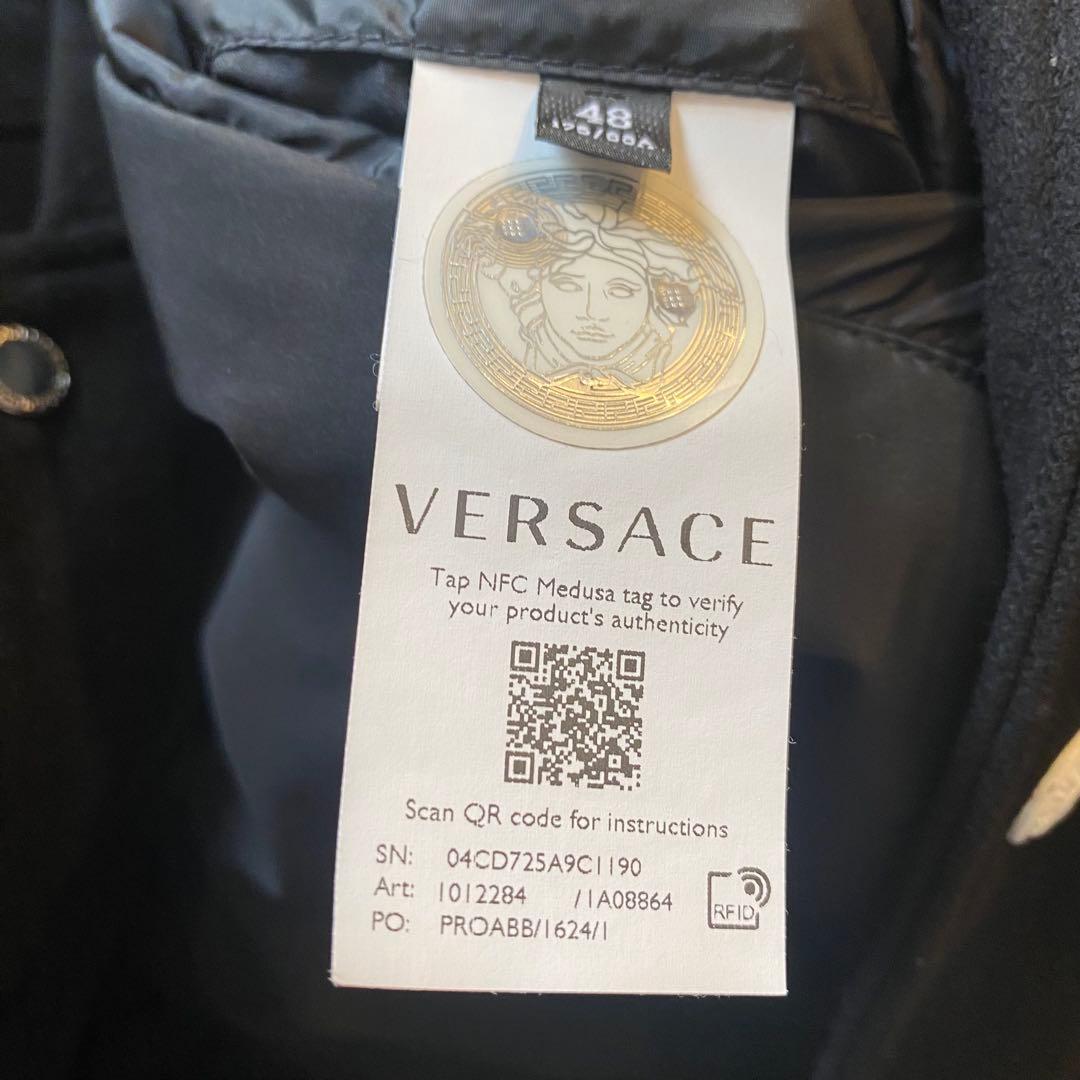 48
VERSACE
Tap NFC Medusa tag to verify
your product's authenticity
Scan QR code for instructions
SN: 04CD725A9C1190
Art: 1012284 /1A08864
PO: PROABB/1624/1
RFID